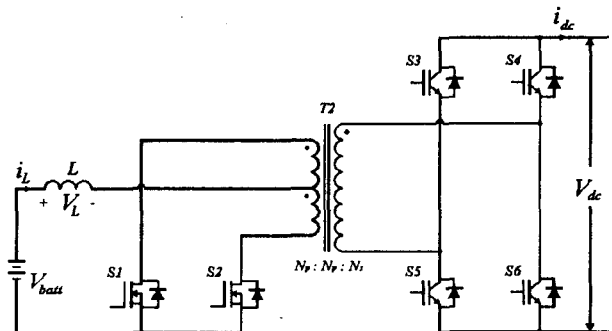 i_dc
S3
S4
T2
i_L
L
+ V_L -
V_dc
N_P : N_P : N_s
S1
S2
S5
S6
V_batt